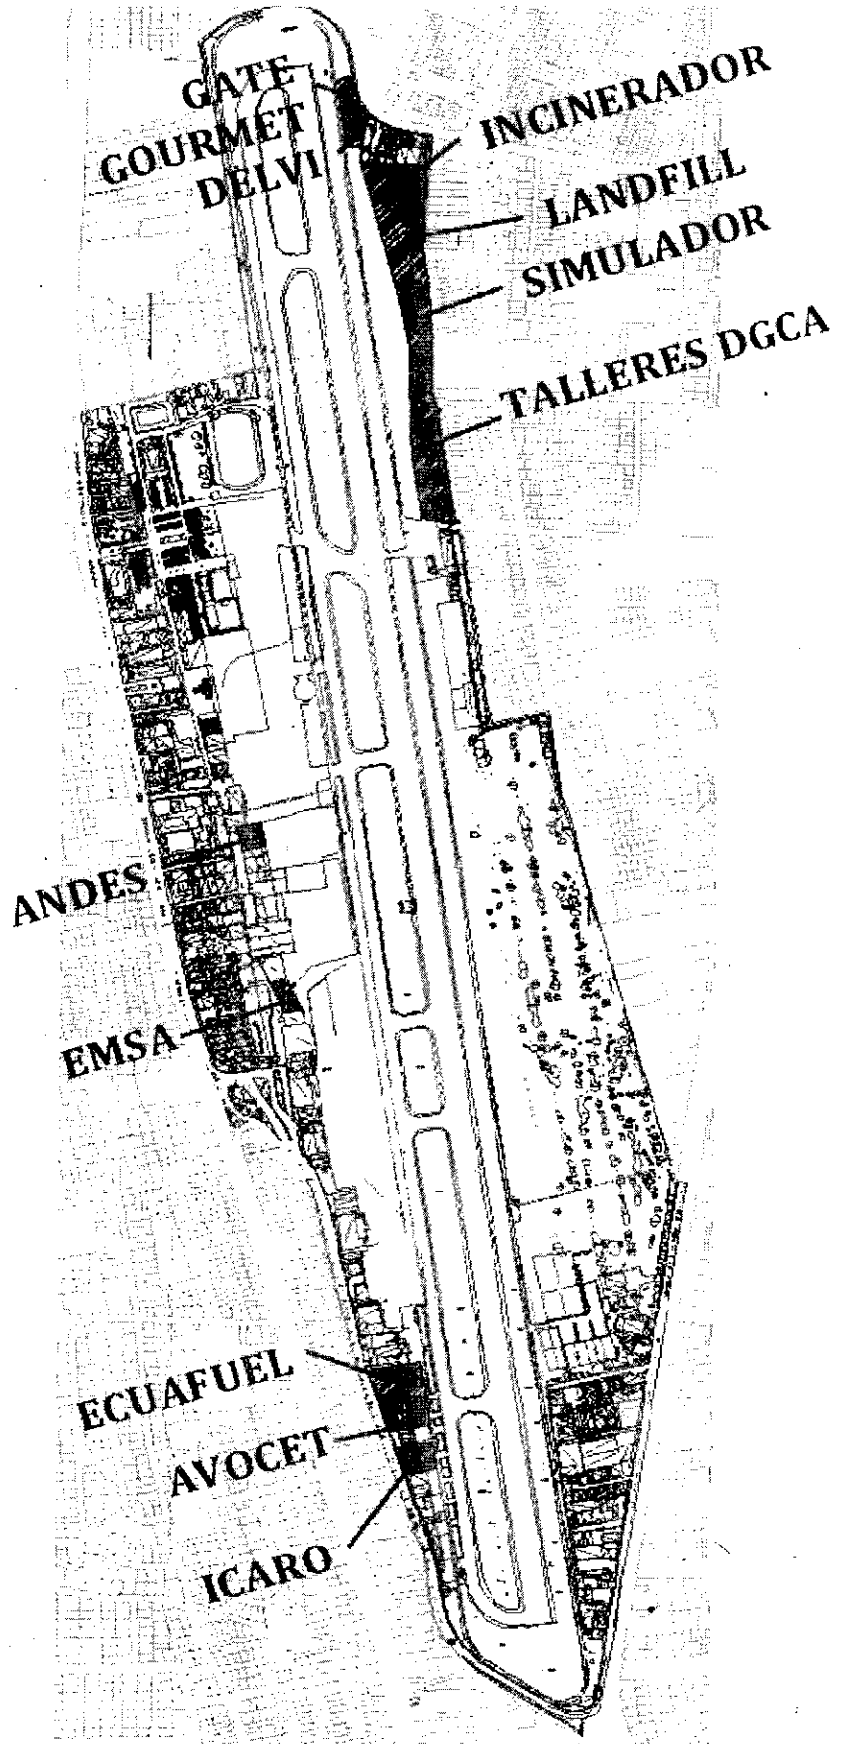 GATE
GOURMET
DELVI
INCINERADOR
LANDFILL
SIMULADOR
TALLERES DGCA
ANDES
EMSA
ECUAFUEL
AVOCET
ICARO